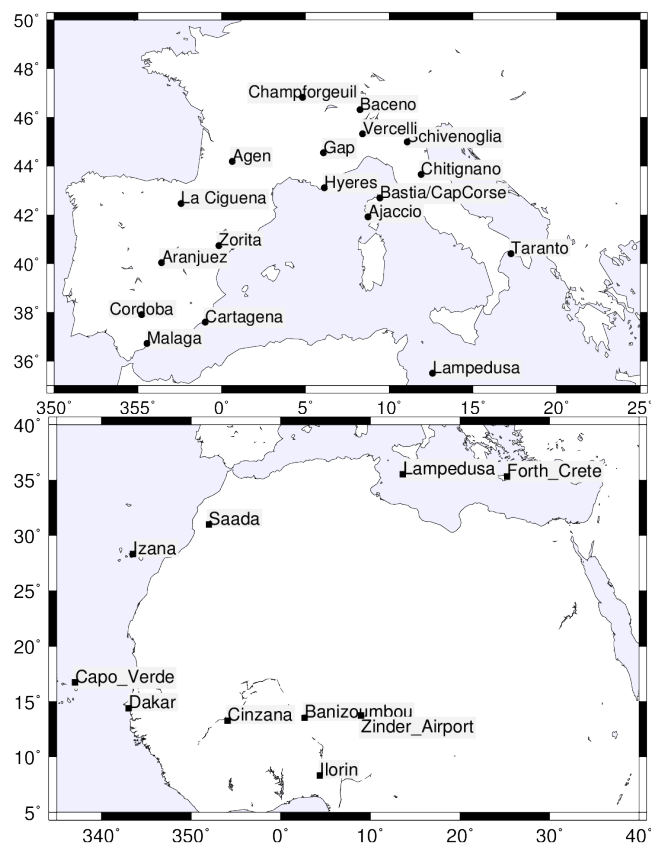 50°
48°
Champforgeuil
Baceno
46°
Vercelli
Schivenoglia
Gap
Agen
44°
Chitignano
Hyeres
La Ciguena
Bastia/CapCorse
42°
Ajaccio
Zorita
Taranto
Aranjuez
40°
Cordoba
Cartagena
38°
Malaga
36°
Lampedusa
350° 355° 0° 5° 10° 15° 20° 25°
40°
35°
Lampedusa
Forth_Crete
Saada
30°
Izana
25°
20°
Capo_Verde
15°
Dakar
Cinzana
Banizoumbou
Zinder_Airport
10°
Ilorin
5°
340° 350° 0° 10° 20° 30° 40°